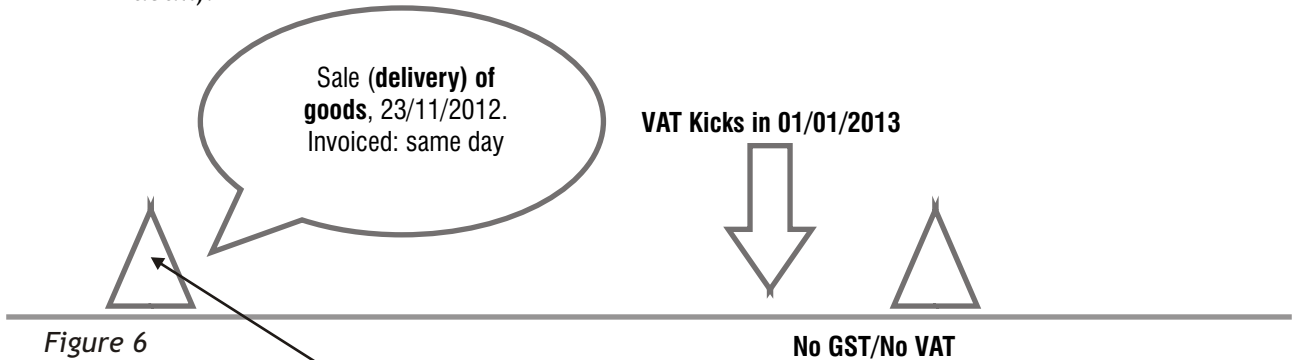 Sale (delivery) of
goods, 23/11/2012.
Invoiced: same day
VAT Kicks in 01/01/2013
Figure 6
No GST/No VAT